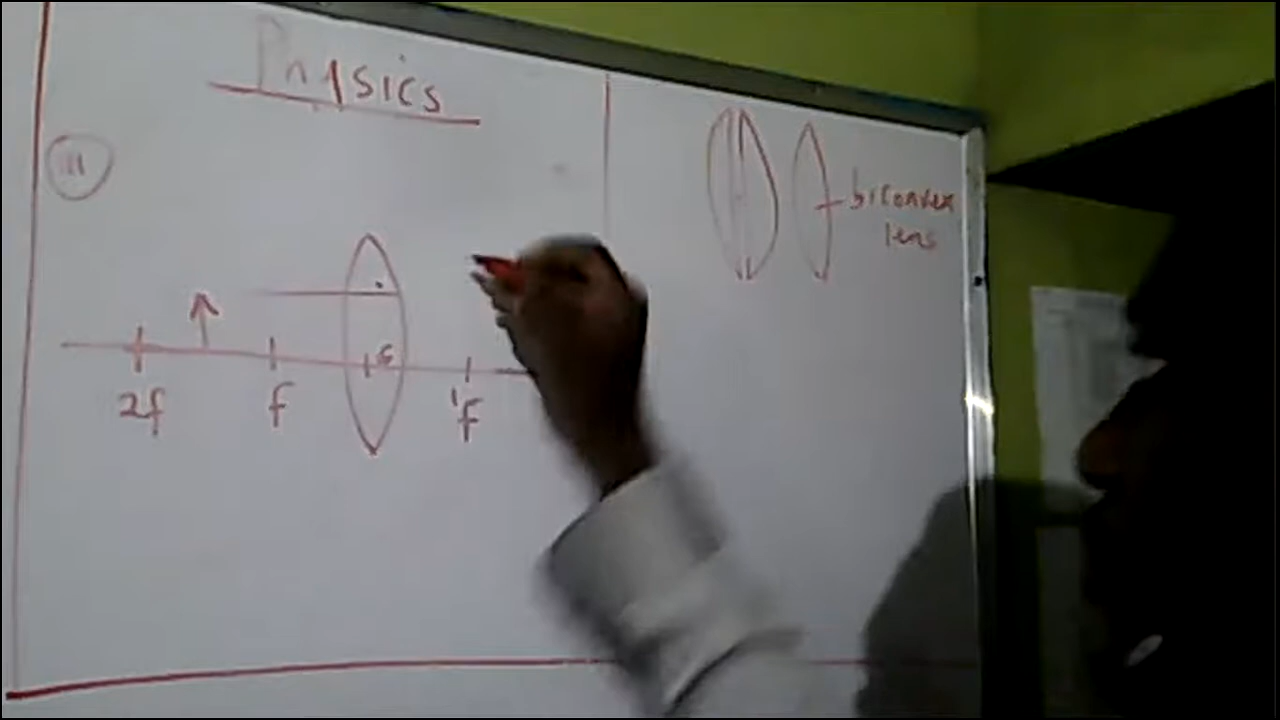 Physics
III
2f
f
c
'f
biconvex
lens